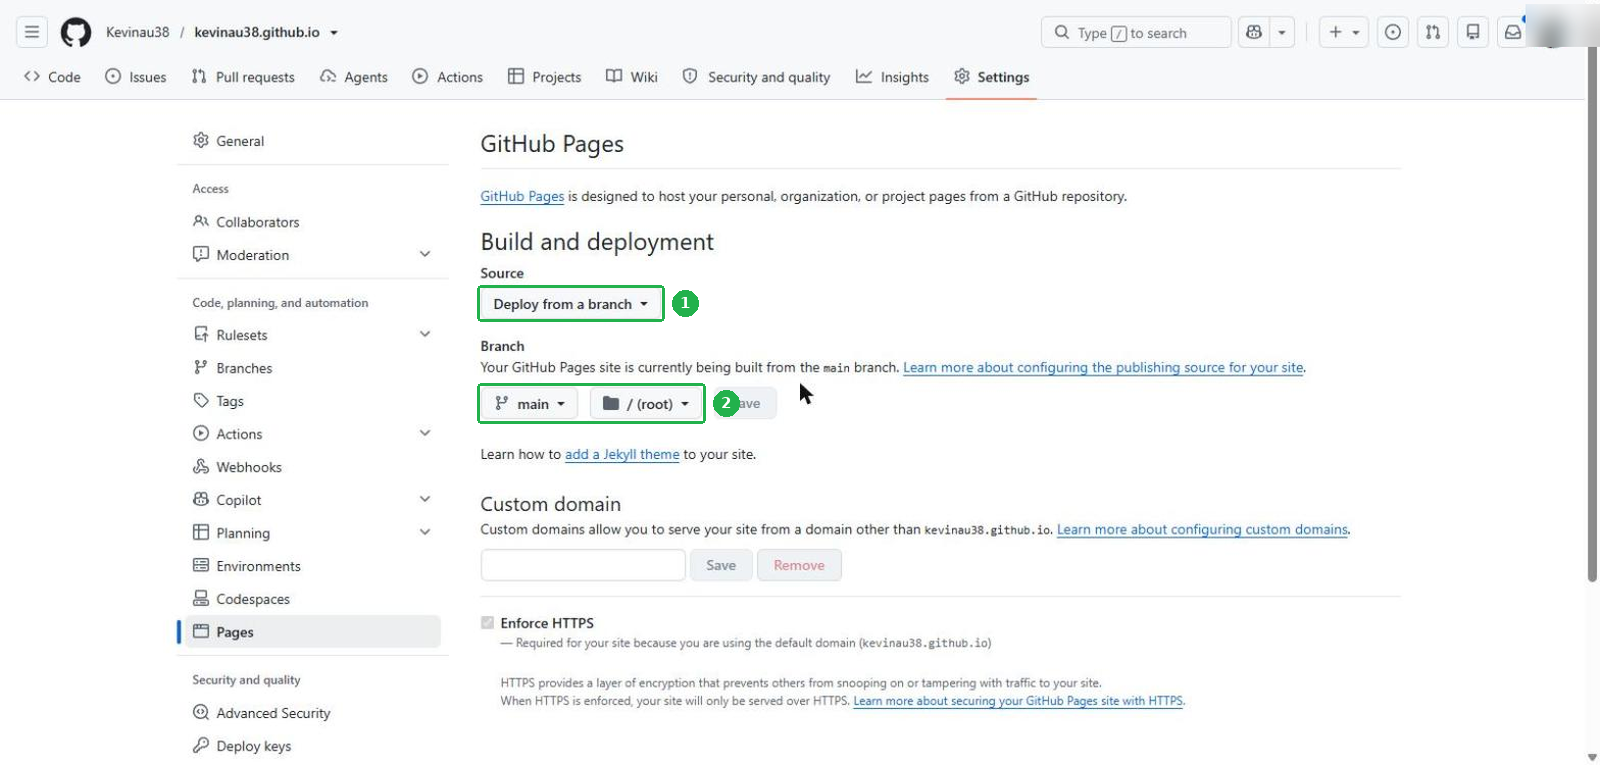 Kevinau38 / kevinau38.github.io
Type / to search
Code Issues Pull requests Agents Actions Projects Wiki Security and quality Insights Settings
General
Access
Collaborators
Moderation
Code, planning, and automation
Rulesets
Branches
Tags
Actions
Webhooks
Copilot
Planning
Environments
Codespaces
Pages
Security and quality
Advanced Security
Deploy keys
GitHub Pages
GitHub Pages is designed to host your personal, organization, or project pages from a GitHub repository.
Build and deployment
Source
Deploy from a branch 1
Branch
Your GitHub Pages site is currently being built from the main branch. Learn more about configuring the publishing source for your site.
main / (root) 2 ave
Learn how to add a Jekyll theme to your site.
Custom domain
Custom domains allow you to serve your site from a domain other than kevinau38.github.io. Learn more about configuring custom domains.
Save Remove
Enforce HTTPS
— Required for your site because you are using the default domain (kevinau38.github.io)
HTTPS provides a layer of encryption that prevents others from snooping on or tampering with traffic to your site.
When HTTPS is enforced, your site will only be served over HTTPS. Learn more about securing your GitHub Pages site with HTTPS.